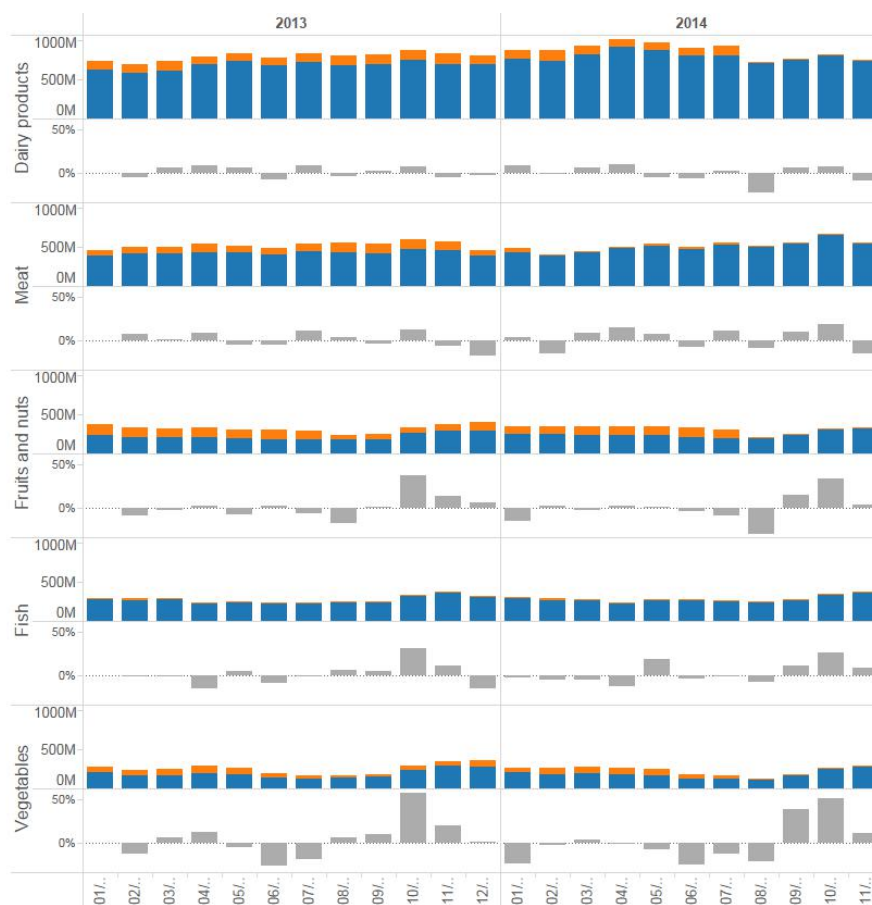 2013 2014
Dairy products
1000M
500M
0M
50%
0%
Meat
1000M
500M
0M
50%
0%
Fruits and nuts
1000M
500M
0M
50%
0%
Fish
1000M
500M
0M
50%
0%
Vegetables
1000M
500M
0M
50%
0%
01/.. 02/.. 03/.. 04/.. 05/.. 06/.. 07/.. 08/.. 09/.. 10/.. 11/.. 12/.. 01/.. 02/.. 03/.. 04/.. 05/.. 06/.. 07/.. 08/.. 09/.. 10/.. 11/..